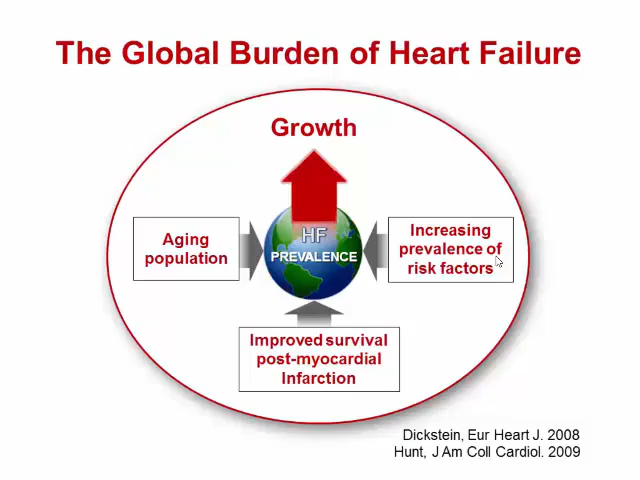 The Global Burden of Heart Failure
Growth
Aging
population
HF
PREVALENCE
Increasing
prevalence of
risk factors
Improved survival
post-myocardial
Infarction
Dickstein, Eur Heart J. 2008
Hunt, J Am Coll Cardiol. 2009